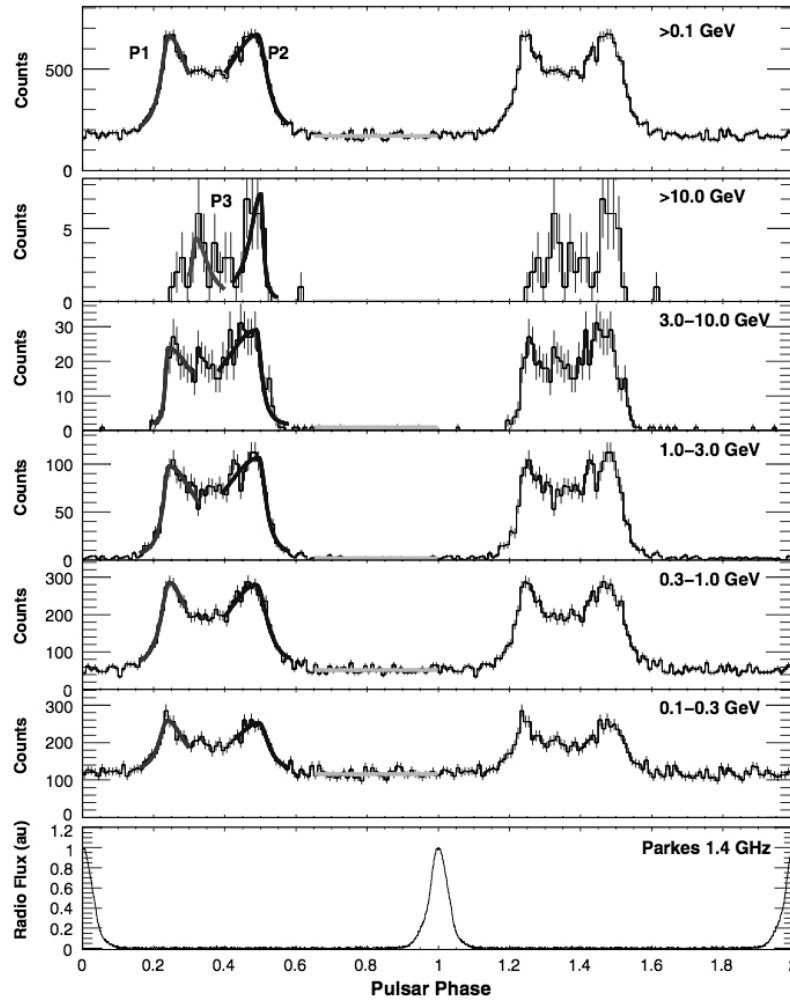 >0.1 GeV
P1
P2
Counts
500
0
>10.0 GeV
P3
Counts
5
0
3.0−10.0 GeV
Counts
30
20
10
0
1.0−3.0 GeV
Counts
100
50
0
0.3−1.0 GeV
Counts
300
200
100
0
0.1−0.3 GeV
Counts
300
200
100
0
Parkes 1.4 GHz
Radio Flux (au)
1.2
1
0.8
0.6
0.4
0.2
0
0 0.2 0.4 0.6 0.8 1 1.2 1.4 1.6 1.8 2
Pulsar Phase